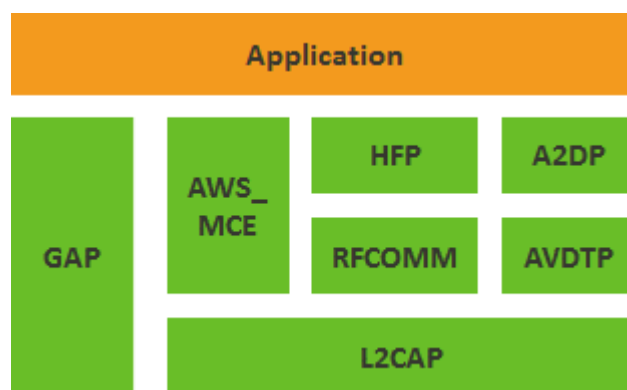 Application
HFP
A2DP
AWS_
MCE
GAP
RFCOMM
AVDTP
L2CAP